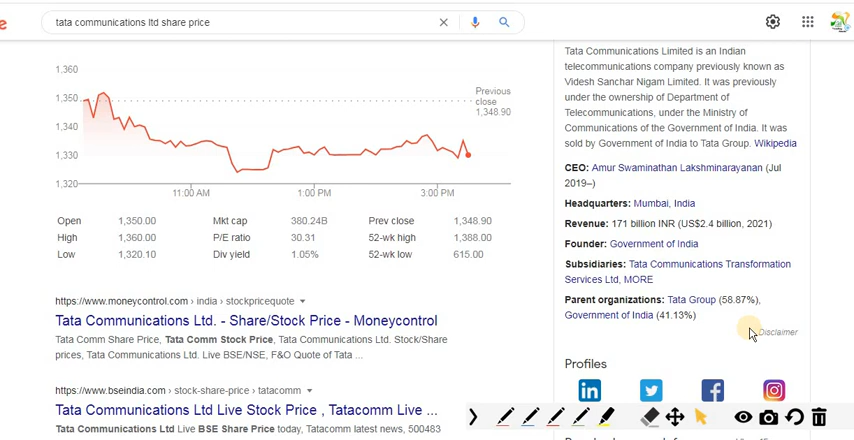 tata communications ltd share price
1,360
1,350
1,340
1,330
1,320
Previous
close
1,348.90
11:00 AM 1:00 PM 3:00 PM
Open 1,350.00 Mkt cap 380.24B Prev close 1,348.90
High 1,360.00 P/E ratio 30.31 52-wk high 1,388.00
Low 1,320.10 Div yield 1.05% 52-wk low 615.00
https://www.moneycontrol.com › india › stockpricequote
Tata Communications Ltd. - Share/Stock Price - Moneycontrol
Tata Comm Share Price, Tata Comm Stock Price, Tata Communications Ltd. Stock/Share
prices, Tata Communications Ltd. Live BSE/NSE, F&O Quote of Tata ...
https://www.bseindia.com › stock-share-price › tatacomm
Tata Communications Ltd Live Stock Price , Tatacomm Live ...
Tata Communications Ltd Live BSE Share Price today, Tatacomm latest news, 500483
Tata Communications Limited is an Indian
telecommunications company previously known as
Videsh Sanchar Nigam Limited. It was previously
under the ownership of Department of
Telecommunications, under the Ministry of
Communications of the Government of India. It was
sold by Government of India to Tata Group. Wikipedia
CEO: Amur Swaminathan Lakshminarayanan (Jul
2019–)
Headquarters: Mumbai, India
Revenue: 171 billion INR (US$2.4 billion, 2021)
Founder: Government of India
Subsidiaries: Tata Communications Transformation
Services Ltd, MORE
Parent organizations: Tata Group (58.87%),
Government of India (41.13%)
Disclaimer
Profiles